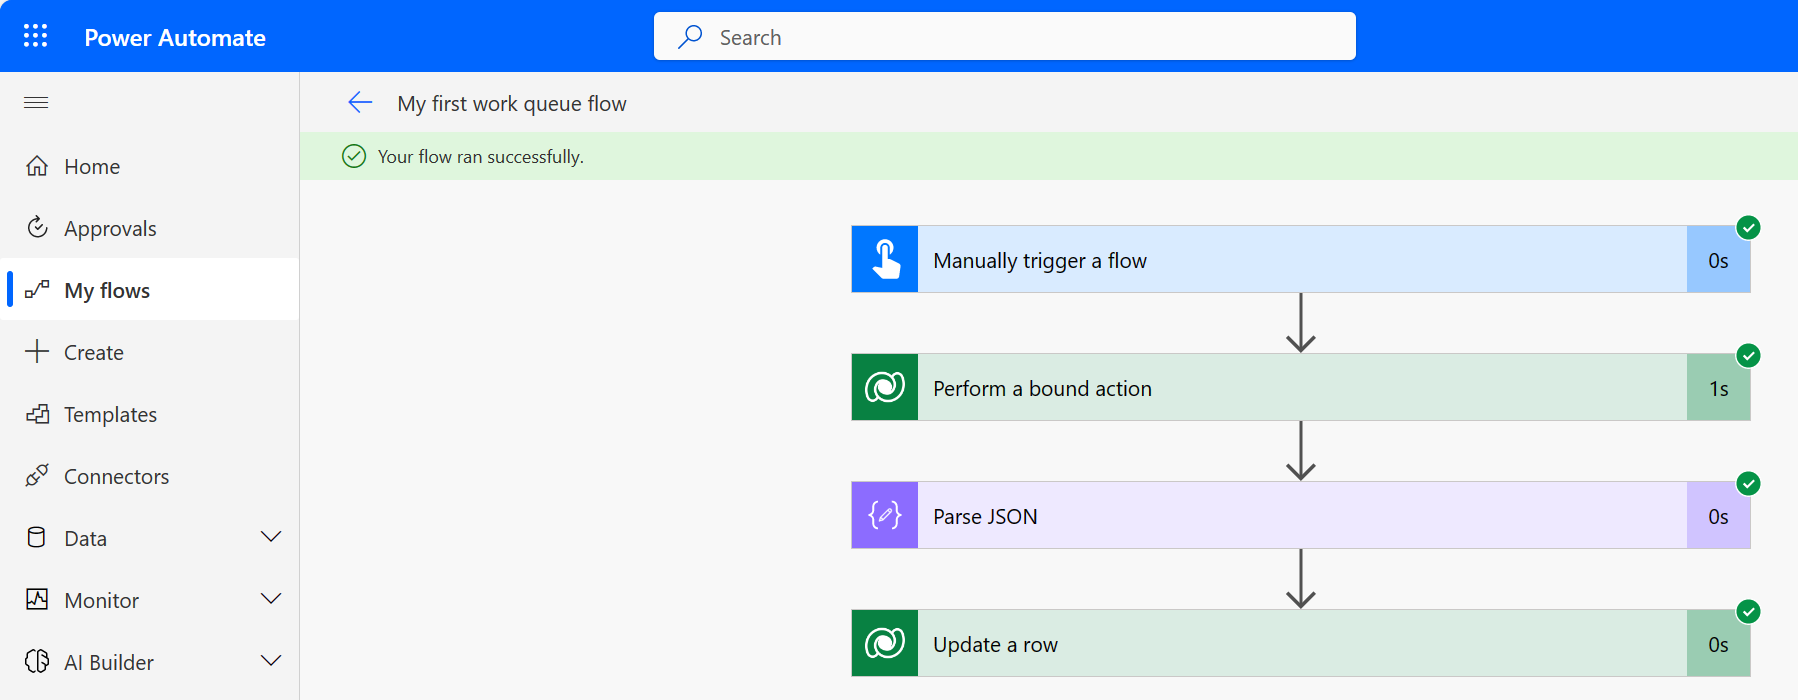 Power Automate
Search
My first work queue flow
Your flow ran successfully.
Home
Approvals
My flows
Create
Templates
Connectors
Data
Monitor
AI Builder
Manually trigger a flow
0s
Perform a bound action
1s
Parse JSON
0s
Update a row
0s